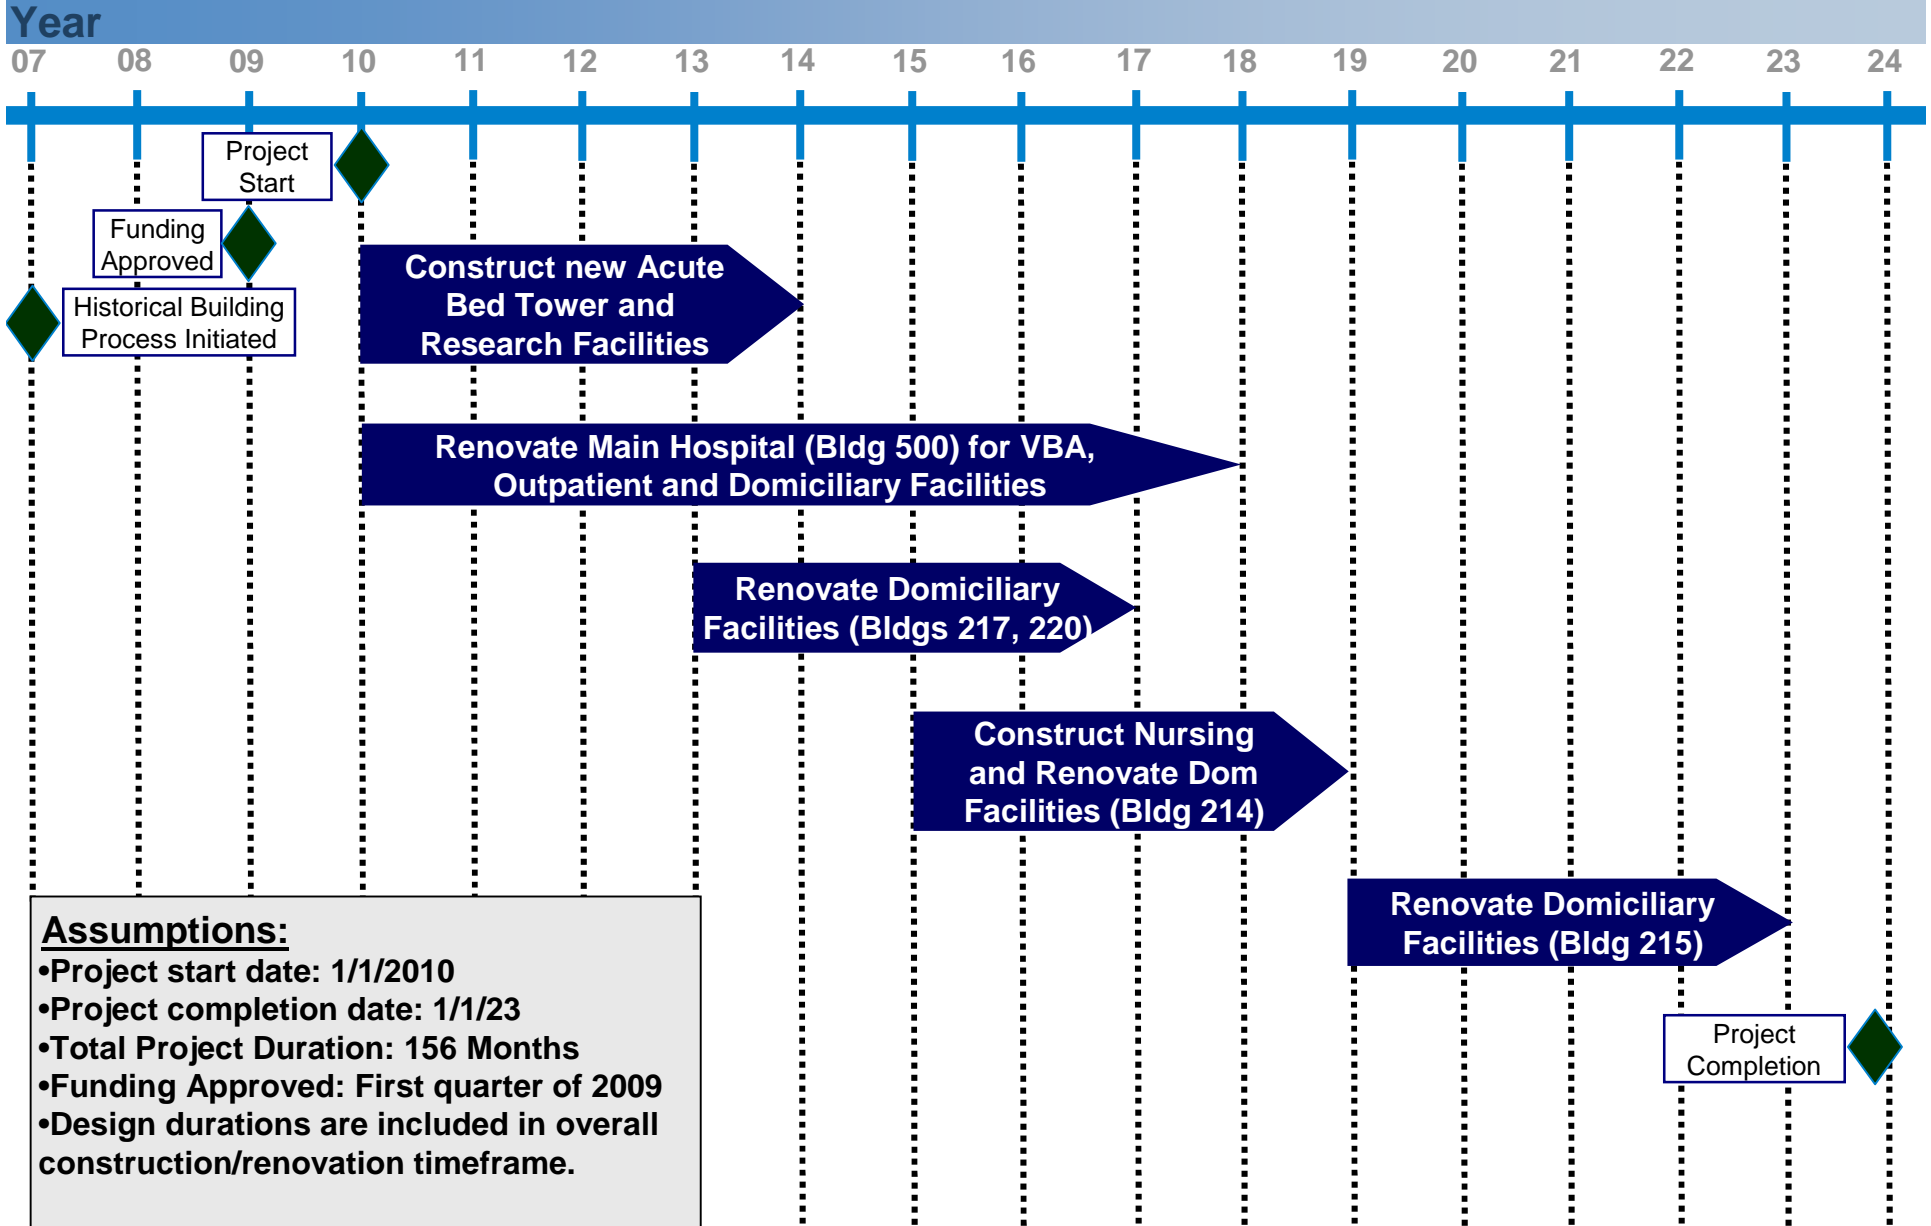 Year
07 08 09 10 11 12 13 14 15 16 17 18 19 20 21 22 23 24
Project
Start
Funding
Approved
Historical Building
Process Initiated
Construct new Acute
Bed Tower and
Research Facilities
Renovate Main Hospital (Bldg 500) for VBA,
Outpatient and Domiciliary Facilities
Renovate Domiciliary
Facilities (Bldgs 217, 220)
Construct Nursing
and Renovate Dom
Facilities (Bldg 214)
Renovate Domiciliary
Facilities (Bldg 215)
Project
Completion
Assumptions:
•Project start date: 1/1/2010
•Project completion date: 1/1/23
•Total Project Duration: 156 Months
•Funding Approved: First quarter of 2009
•Design durations are included in overall
construction/renovation timeframe.